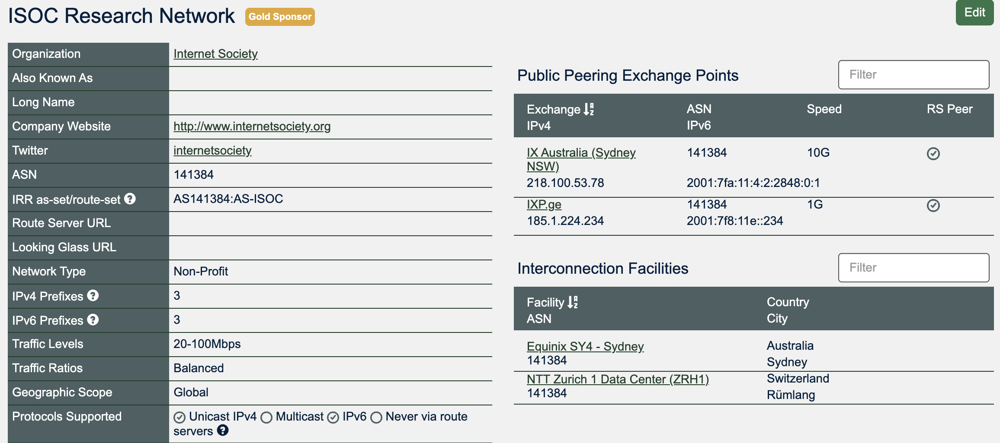 ISOC Research Network Gold Sponsor
Edit
Organization Internet Society
Also Known As
Long Name
Company Website http://www.internetsociety.org
Twitter internetsociety
ASN 141384
IRR as-set/route-set AS141384:AS-ISOC
Route Server URL
Looking Glass URL
Network Type Non-Profit
IPv4 Prefixes 3
IPv6 Prefixes 3
Traffic Levels 20-100Mbps
Traffic Ratios Balanced
Geographic Scope Global
Protocols Supported Unicast IPv4 Multicast IPv6 Never via route
servers
Public Peering Exchange Points Filter
Exchange ASN Speed RS Peer
IPv4 IPv6
IX Australia (Sydney 141384 10G
NSW)
218.100.53.78 2001:7fa:11:4:2:2848:0:1
IXP.ge 141384 1G
185.1.224.234 2001:7f8:11e::234
Interconnection Facilities Filter
Facility Country
ASN City
Equinix SY4 - Sydney Australia
141384 Sydney
NTT Zurich 1 Data Center (ZRH1) Switzerland
141384 Rümlang